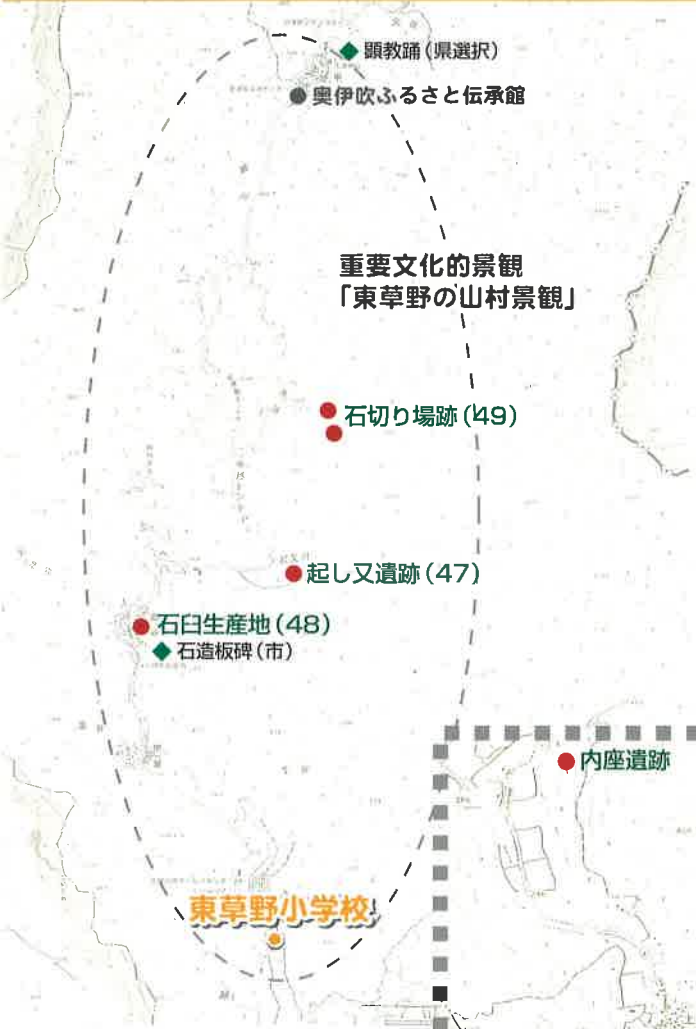 顕教踊（県選択）
奥伊吹ふるさと伝承館
重要文化的景観
「東草野の山村景観」
石切り場跡（49）
起し又遺跡（47）
石臼生産地（48）
石造板碑（市）
内座遺跡
東草野小学校